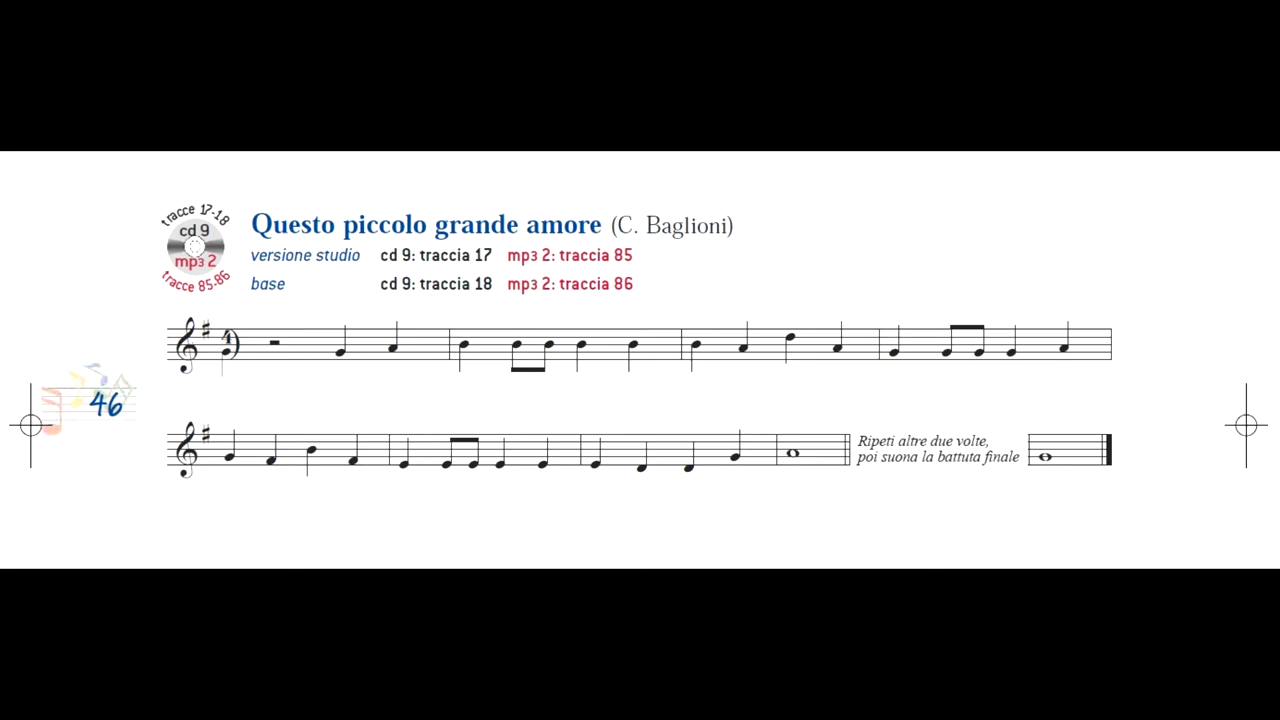 tracce 17-18
cd 9
mp3 2
tracce 85-86
Questo piccolo grande amore (C. Baglioni)
versione studio cd 9: traccia 17 mp3 2: traccia 85
base cd 9: traccia 18 mp3 2: traccia 86
46
Ripeti altre due volte,
poi suona la battuta finale